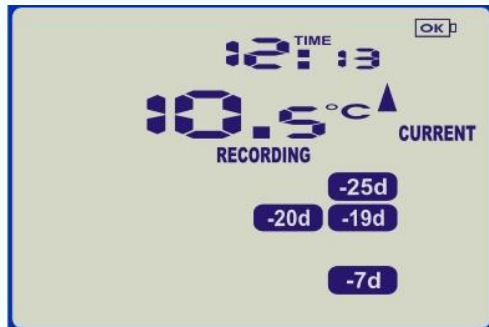 OK
TIME
12:13
10.5°C
CURRENT
RECORDING
-25d
-20d -19d
-7d